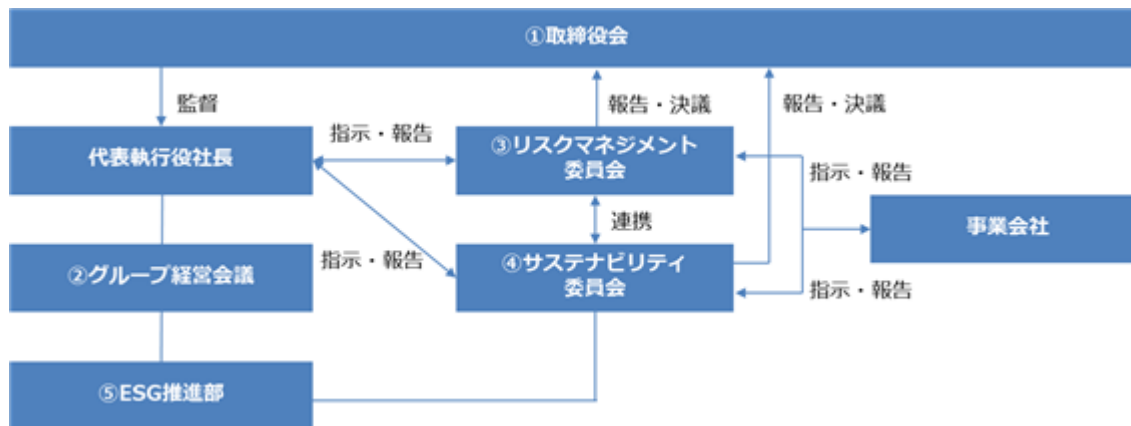 ①取締役会
監督
報告・決議
報告・決議
代表執行役社長
指示・報告
③リスクマネジメント
委員会
指示・報告
連携
事業会社
②グループ経営会議
指示・報告
④サステナビリティ
委員会
指示・報告
⑤ESG推進部